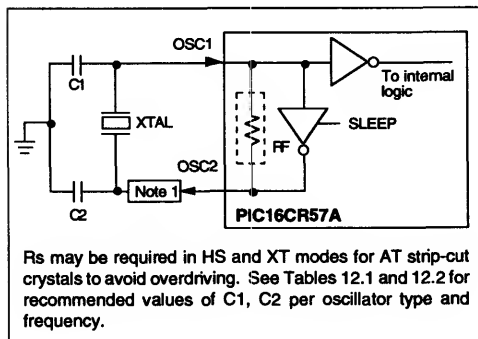 OSC1
C1
To internal
logic
XTAL
SLEEP
RF
OSC2
C2
Note 1
PIC16CR57A
Rs may be required in HS and XT modes for AT strip-cut
crystals to avoid overdriving. See Tables 12.1 and 12.2 for
recommended values of C1, C2 per oscillator type and
frequency.